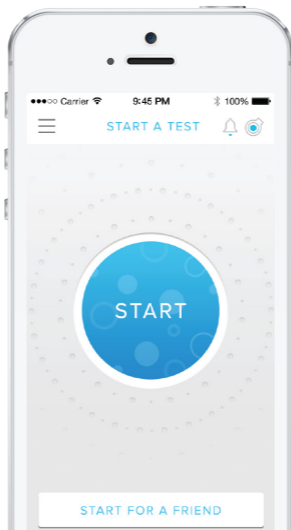 ●●●○○ Carrier 9:45 PM 100%
START A TEST
START
START FOR A FRIEND